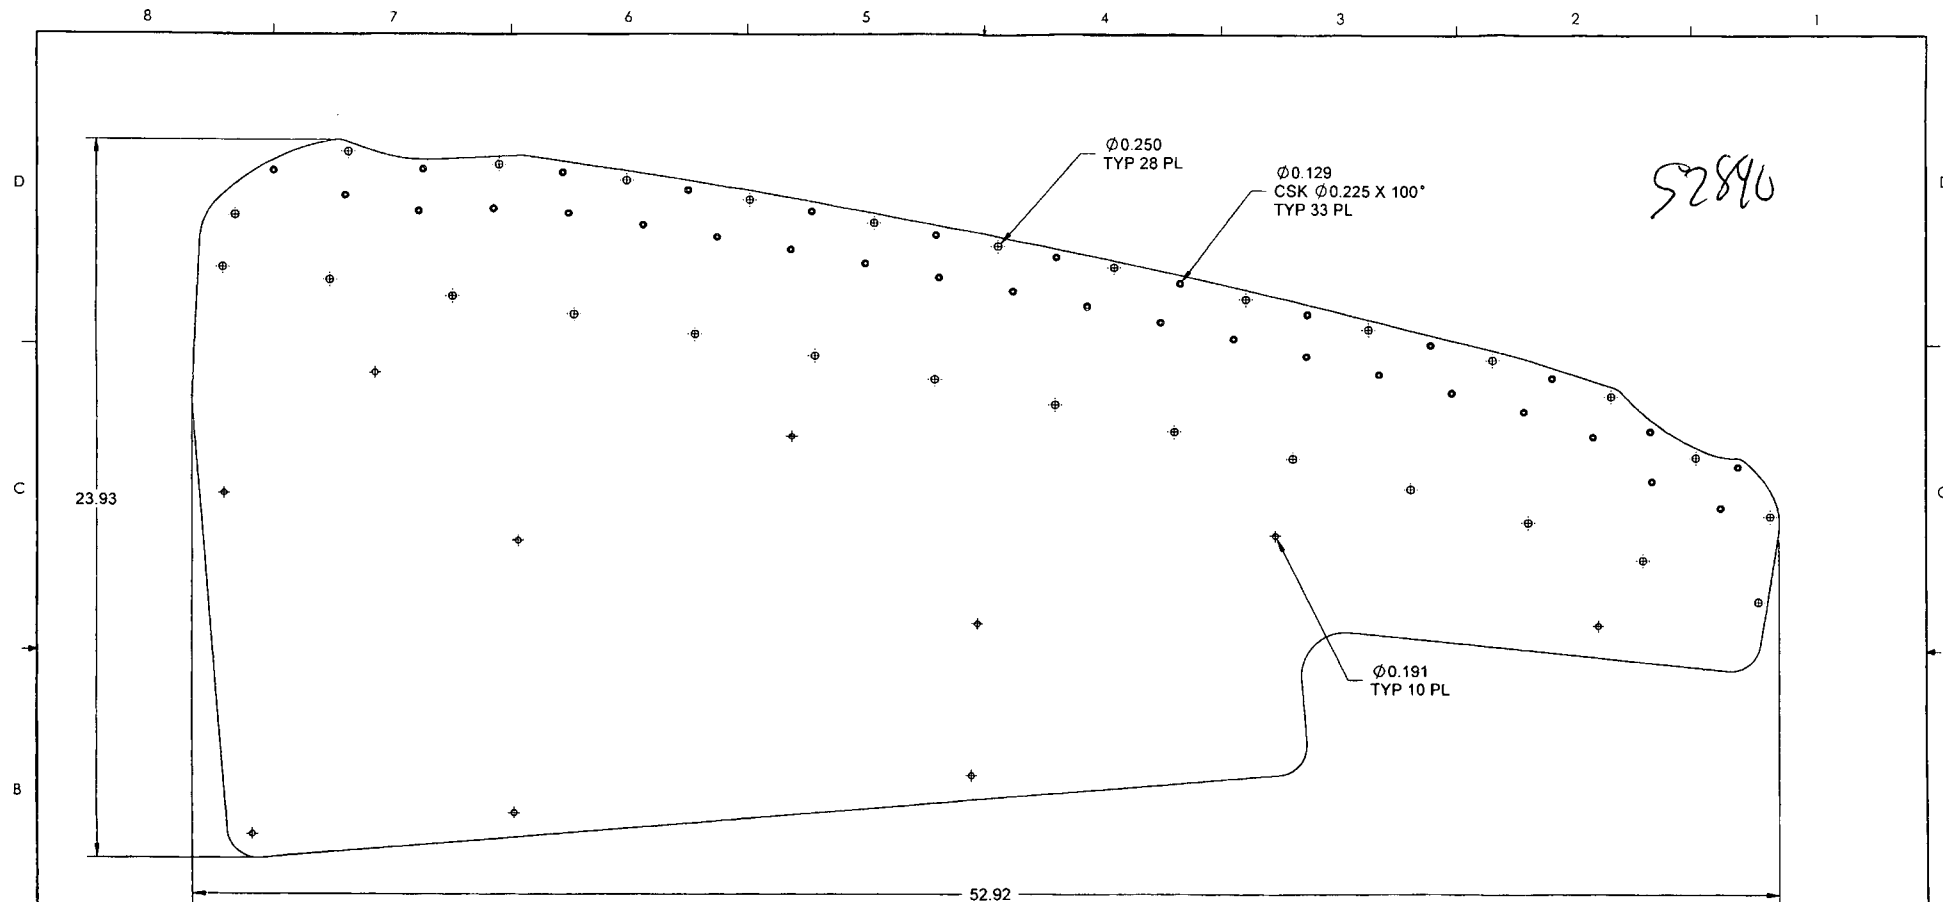 8 7 6 5 4 3 2 1
Ø0.250
TYP 28 PL
Ø0.129
CSK Ø0.225 X 100°
TYP 33 PL
D
52890
C
23.93
Ø0.191
TYP 10 PL
B
52.92